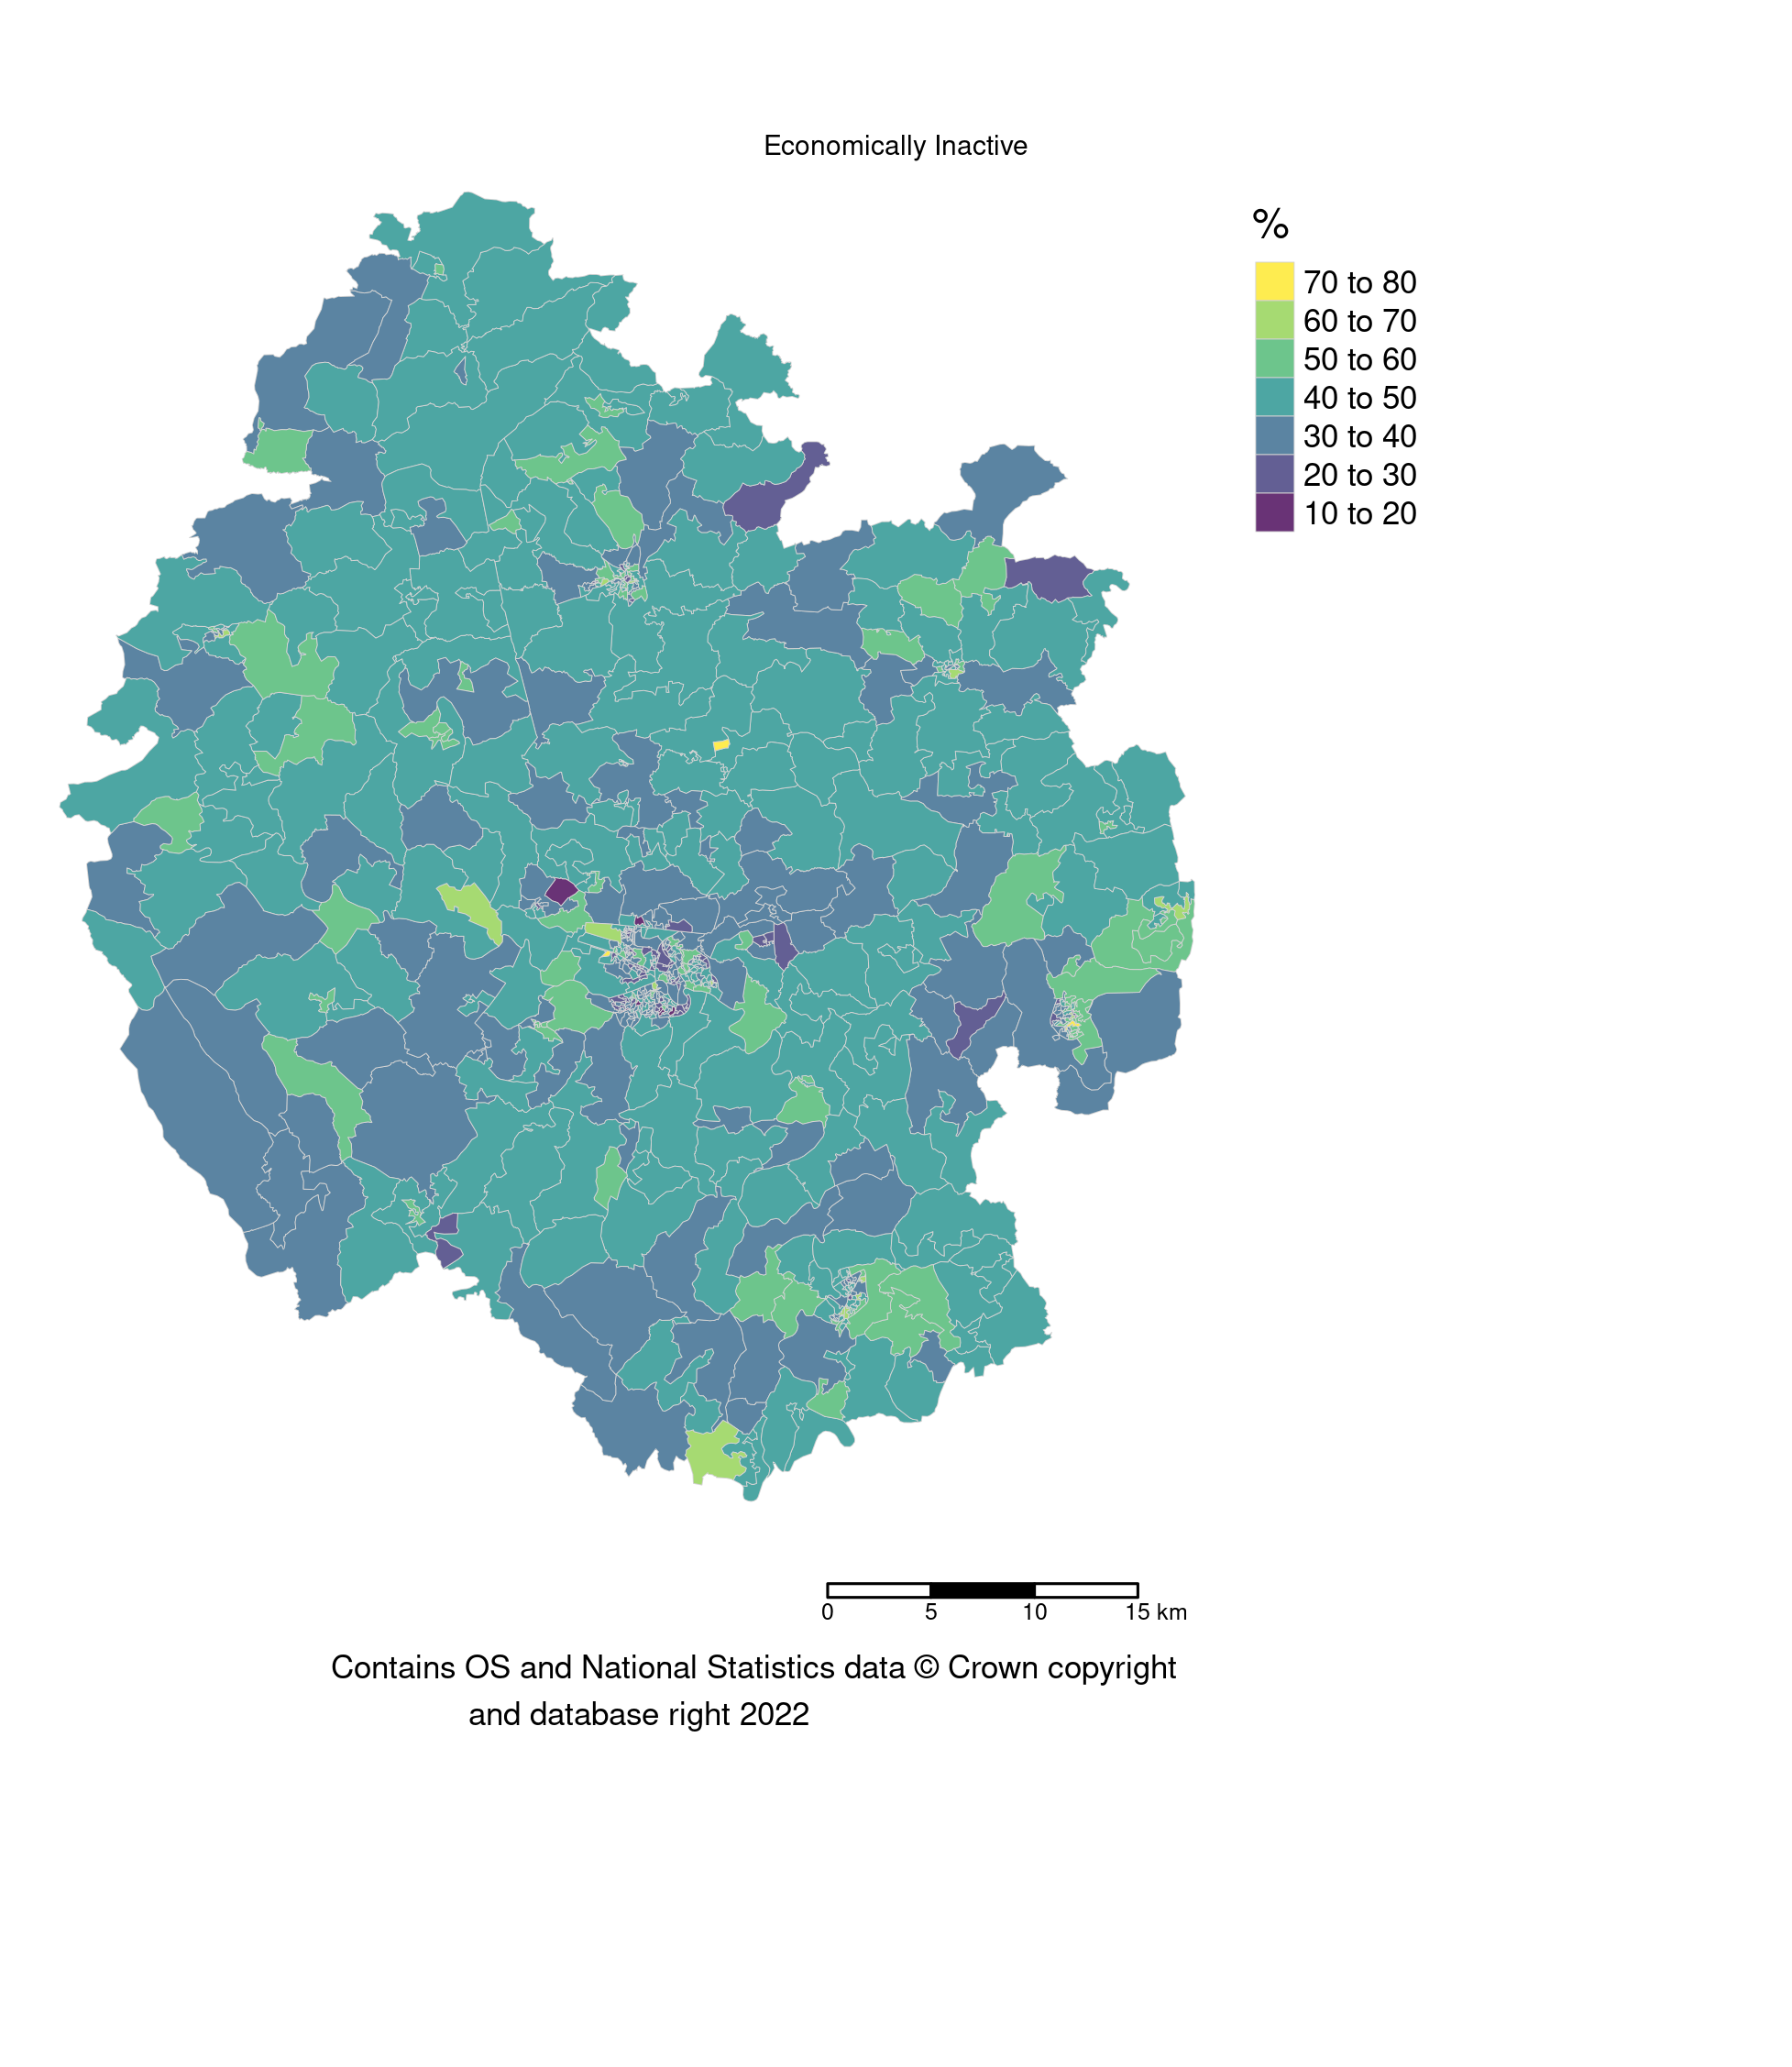 Economically Inactive
%
70 to 80
60 to 70
50 to 60
40 to 50
30 to 40
20 to 30
10 to 20
0 5 10 15 km
Contains OS and National Statistics data © Crown copyright
and database right 2022